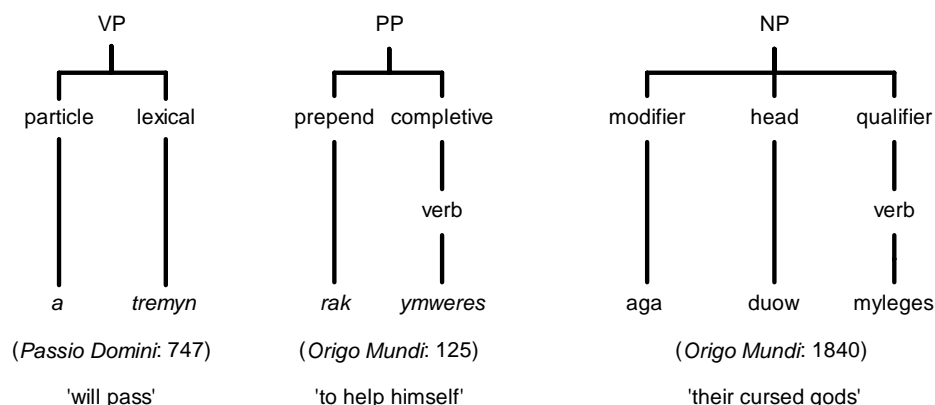 VP PP NP
particle lexical prepend completive modifier head qualifier
verb verb
a tremyn rak ymweres aga duow myleges
(Passio Domini: 747) (Origo Mundi: 125) (Origo Mundi: 1840)
'will pass' 'to help himself' 'their cursed gods'